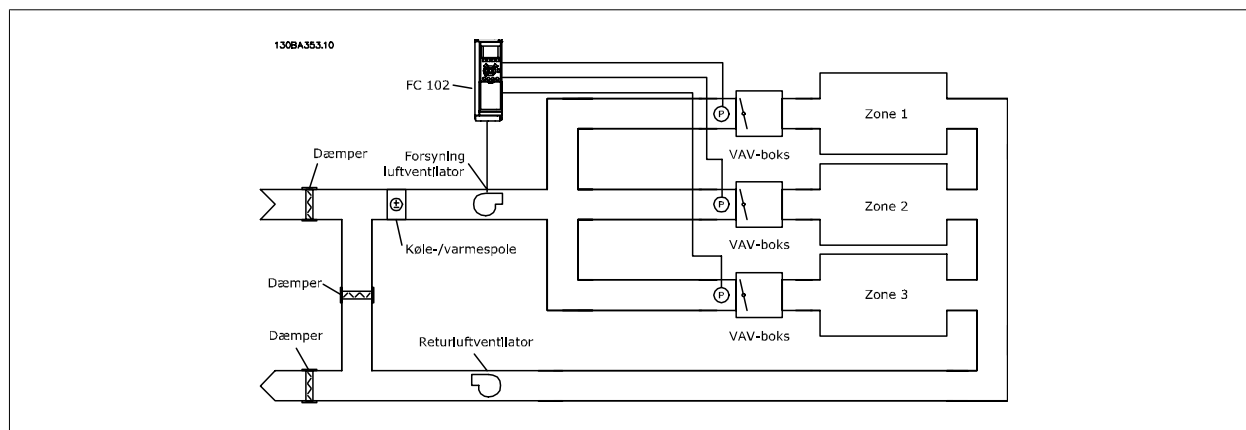 130BA353.10
FC 102
Dæmper
Forsyning
luftventilator
Køle-/varmespole
Dæmper
Dæmper
Returluftventilator
P
VAV-boks
Zone 1
P
VAV-boks
Zone 2
P
VAV-boks
Zone 3